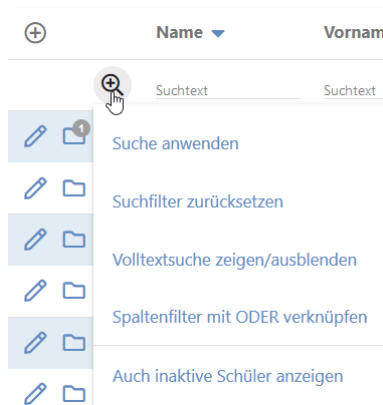 Name Vornam
Suchtext Suchtext
1
Suche anwenden
Suchfilter zurücksetzen
Volltextsuche zeigen/ausblenden
Spaltenfilter mit ODER verknüpfen
Auch inaktive Schüler anzeigen